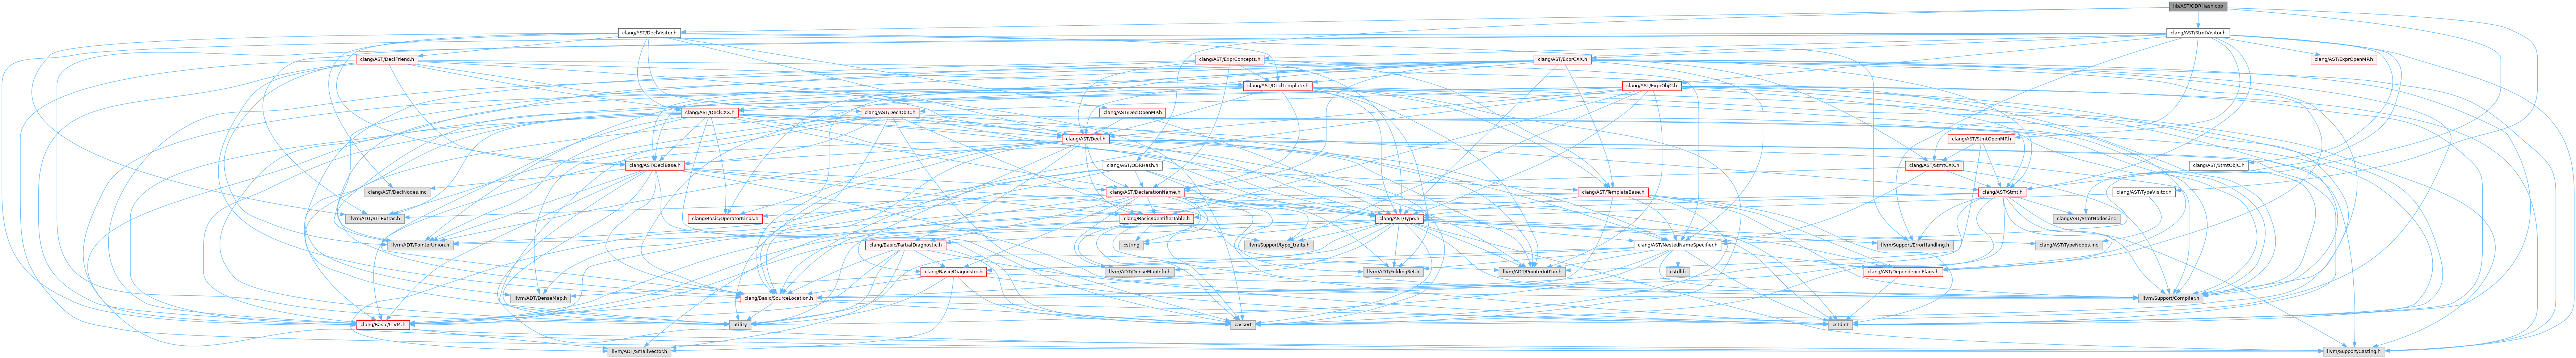 lib/AST/ODRHash.cpp
clang/AST/DeclVisitor.h
clang/AST/StmtVisitor.h
clang/AST/DeclFriend.h
clang/AST/ExprConcepts.h
clang/AST/ExprCXX.h
clang/AST/ExprOpenMP.h
clang/AST/DeclTemplate.h
clang/AST/ExprObjC.h
clang/AST/DeclCXX.h
clang/AST/DeclObjC.h
clang/AST/DeclOpenMP.h
clang/AST/Decl.h
clang/AST/StmtOpenMP.h
clang/AST/DeclBase.h
clang/AST/ODRHash.h
clang/AST/StmtCXX.h
clang/AST/StmtObjC.h
clang/AST/DeclNodes.inc
clang/AST/DeclarationName.h
clang/AST/TemplateBase.h
clang/AST/Stmt.h
clang/AST/TypeVisitor.h
llvm/ADT/STLExtras.h
clang/Basic/OperatorKinds.h
clang/Basic/IdentifierTable.h
clang/AST/Type.h
clang/AST/StmtNodes.inc
llvm/ADT/PointerUnion.h
clang/Basic/PartialDiagnostic.h
cstring
llvm/Support/type_traits.h
clang/AST/NestedNameSpecifier.h
llvm/Support/ErrorHandling.h
clang/AST/TypeNodes.inc
clang/Basic/Diagnostic.h
llvm/ADT/DenseMapInfo.h
llvm/ADT/FoldingSet.h
llvm/ADT/PointerIntPair.h
cstdlib
clang/AST/DependenceFlags.h
llvm/ADT/DenseMap.h
clang/Basic/SourceLocation.h
llvm/Support/Compiler.h
clang/Basic/LLVM.h
utility
cassert
cstdint
llvm/ADT/SmallVector.h
llvm/Support/Casting.h